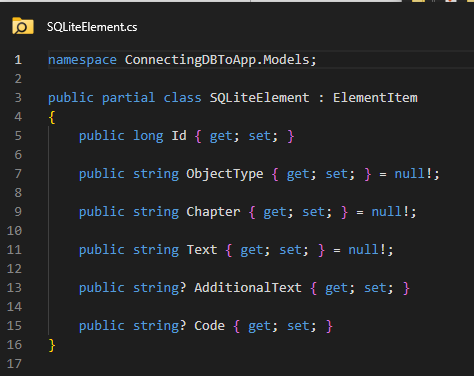 SQLiteElement.cs
1 namespace ConnectingDBToApp.Models;
2
3 public partial class SQLiteElement : ElementItem
4 {
5     public long Id { get; set; }
6
7     public string ObjectType { get; set; } = null!;
8
9     public string Chapter { get; set; } = null!;
10
11     public string Text { get; set; } = null!;
12
13     public string? AdditionalText { get; set; }
14
15     public string? Code { get; set; }
16 }
17